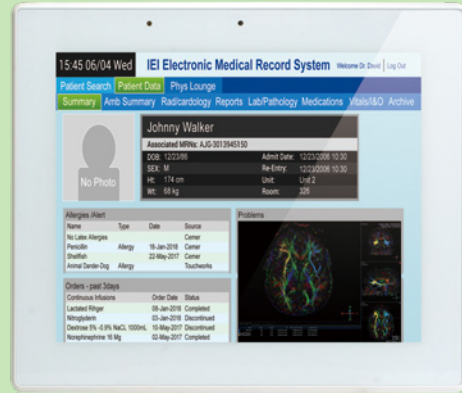 15:45 06/04 Wed IEI Electronic Medical Record System Welcome Dr. David | Log Out
Patient Search Patient Data Phys Lounge
Summary Amb Summary Rad/cardology Reports Lab/Pathology Medications Vitals/I&O Archive
No Photo
Johnny Walker
Associated MRNs: AJG-3013945150
DOB: 12/23/86 Admit Date: 12/23/2006 10:30
SEX: M Re-Entry: 12/23/2006 10:30
Ht: 174 cm Unit: Unit 2
Wt: 68 kg Room: 326
Allergies /Alert
Name Type Date Source
No Latex Allergies Cerner
Penicillin Allergy 16-Jan-2018 Cerner
Shellfish 22-May-2017 Cerner
Animal Dander-Dog Allergy Touchworks
Problems
Orders - past 3days
Continuous Infusions Order Date Status
Lactated Rihger 08-Jan-2018 Completed
Nitroglyderin 03-Jan-2018 Discontinued
Dextrose 5% -0.9% NaCL 1000mL 10-May-2017 Discontinued
Norephinephrine 16 Mg 02-May-2017 Completed